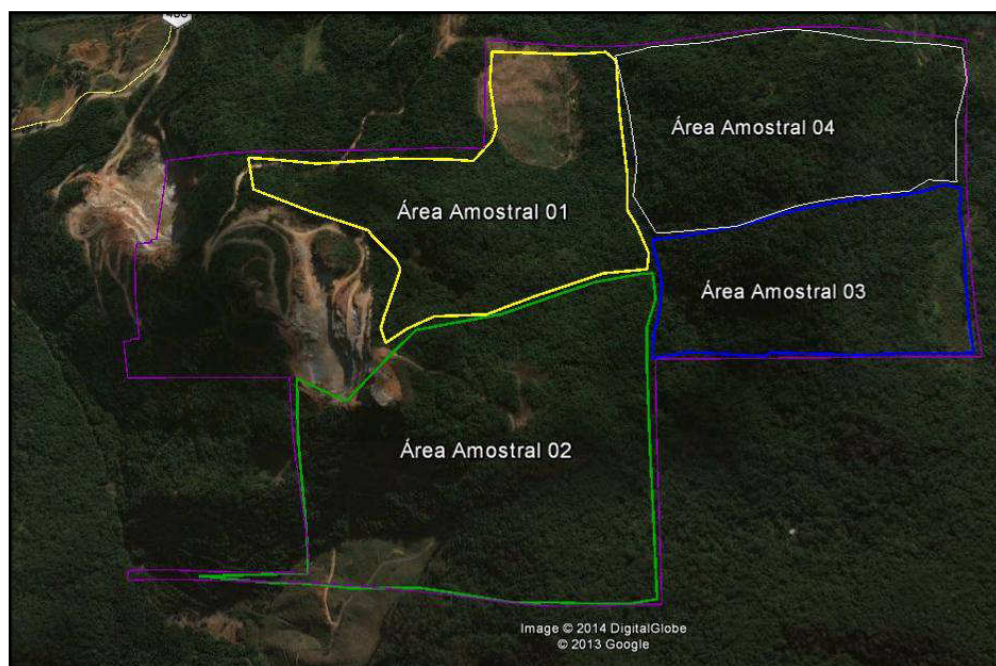 Área Amostral 04
Área Amostral 01
Área Amostral 03
Área Amostral 02
Image © 2014 DigitalGlobe
© 2013 Google